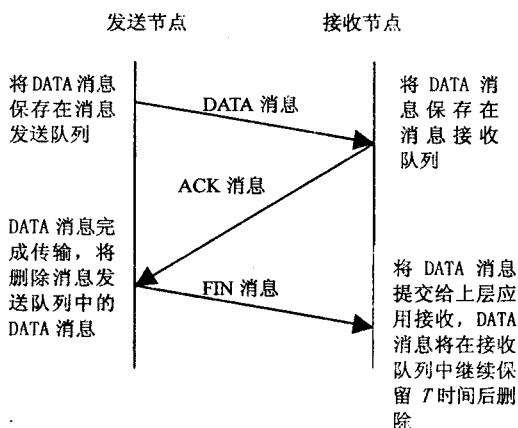 发送节点
接收节点
将DATA消息
保存在消息
发送队列
DATA 消息
将 DATA 消
息保存在
消息接收
队列
ACK 消息
DATA 消息完
成传输，将
删除消息发
送队列中的
DATA 消息
FIN 消息
将 DATA 消息
提交给上层应
用接收，DATA
消息将在接收
队列中继续保
留 T时间后删
除